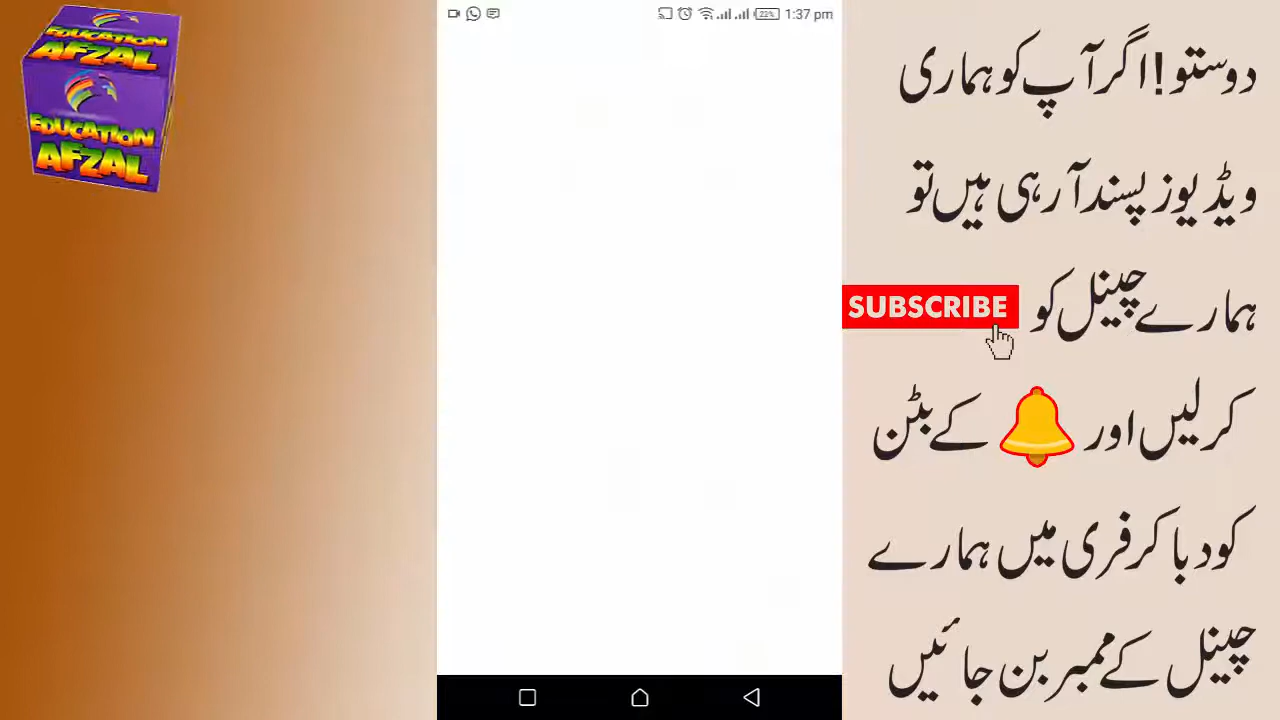 EDUCATION
AFZAL
EDUCATION
AFZAL
22%
1:37 pm
دوستو! اگر آپ کو ہماری
ویڈیوز پسند آ رہی ہیں تو
ہمارے چینل کو SUBSCRIBE
کر لیں اور کے بٹن
کو دبا کر فری میں ہمارے
چینل کے ممبر بن جائیں